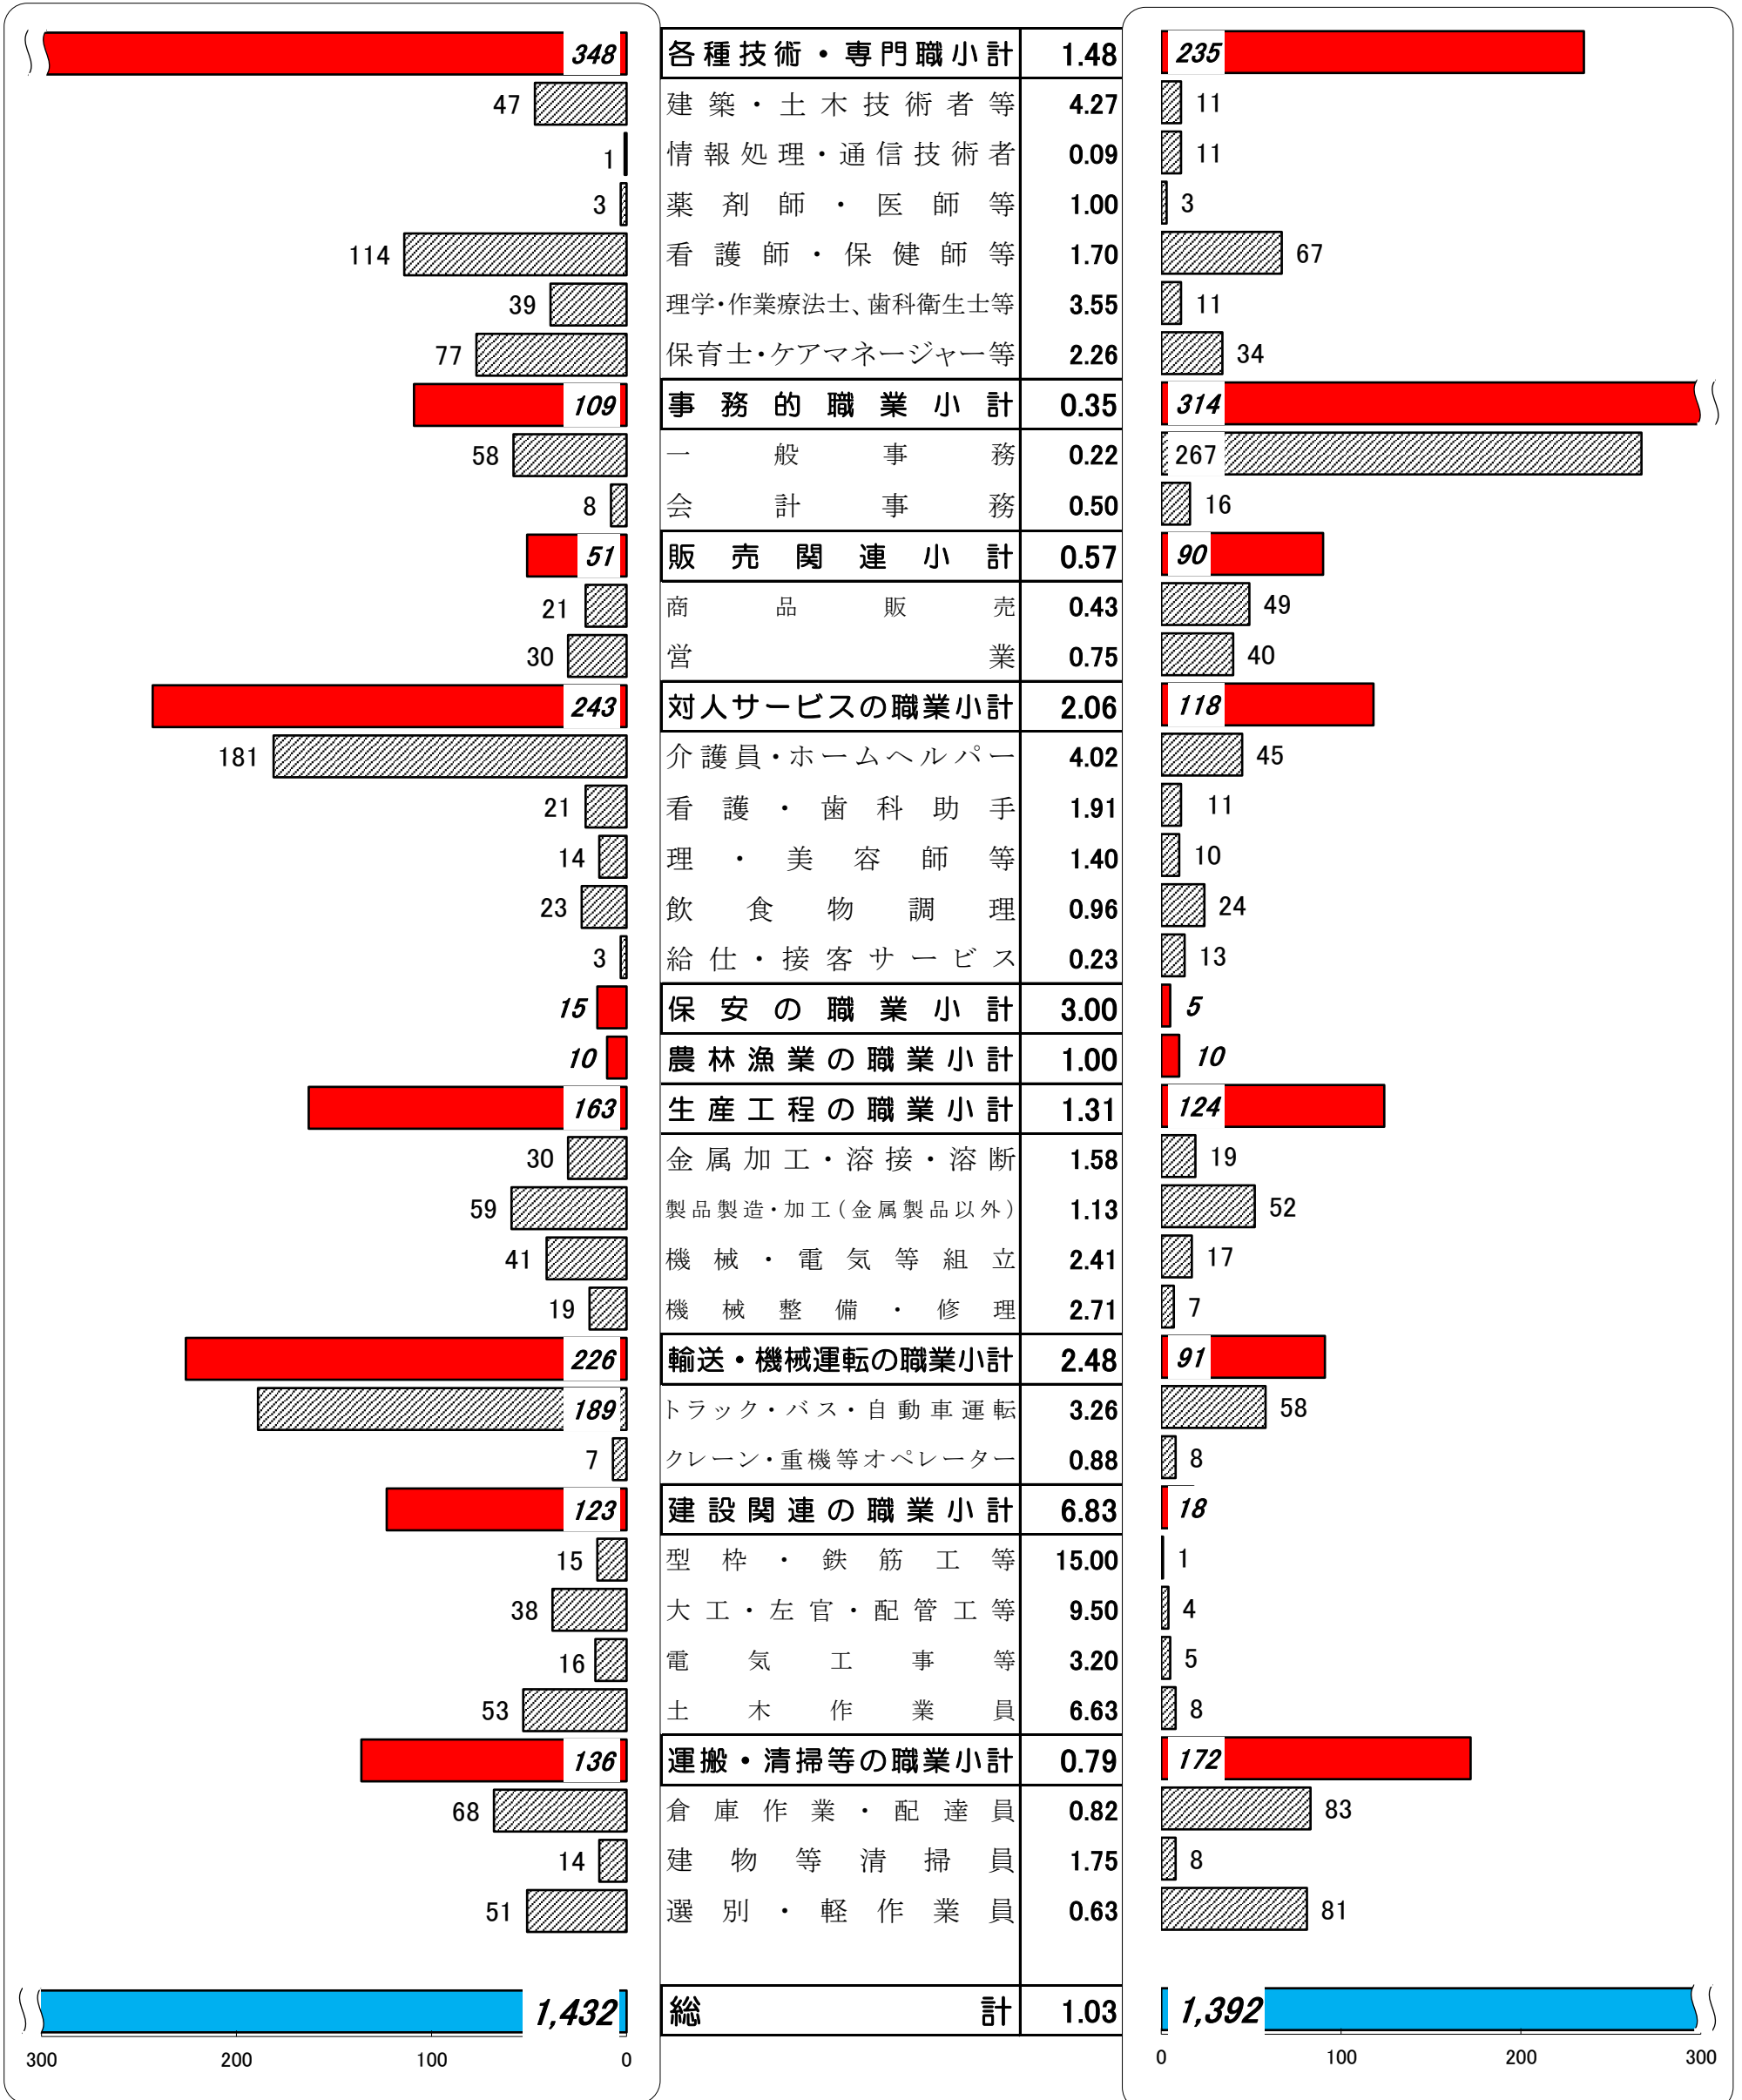 348 各種技術・専門職小計 1.48 235
47 建築・土木技術者等 4.27 11
1 情報処理・通信技術者 0.09 11
3 薬剤師・医師等 1.00 3
114 看護師・保健師等 1.70 67
39 理学・作業療法士、歯科衛生士等 3.55 11
77 保育士・ケアマネージャー等 2.26 34
109 事務的職業小計 0.35 314
58 一般事務 0.22 267
8 会計事務 0.50 16
51 販売関連小計 0.57 90
21 商品販売 0.43 49
30 営業 0.75 40
243 対人サービスの職業小計 2.06 118
181 介護員・ホームヘルパー 4.02 45
21 看護・歯科助手 1.91 11
14 理・美容師等 1.40 10
23 飲食物調理 0.96 24
3 給仕・接客サービス 0.23 13
15 保安の職業小計 3.00 5
10 農林漁業の職業小計 1.00 10
163 生産工程の職業小計 1.31 124
30 金属加工・溶接・溶断 1.58 19
59 製品製造・加工(金属製品以外) 1.13 52
41 機械・電気等組立 2.41 17
19 機械整備・修理 2.71 7
226 輸送・機械運転の職業小計 2.48 91
189 トラック・バス・自動車運転 3.26 58
7 クレーン・重機等オペレーター 0.88 8
123 建設関連の職業小計 6.83 18
15 型枠・鉄筋工等 15.00 1
38 大工・左官・配管工等 9.50 4
16 電気工事等 3.20 5
53 土木作業員 6.63 8
136 運搬・清掃等の職業小計 0.79 172
68 倉庫作業・配達員 0.82 83
14 建物等清掃員 1.75 8
51 選別・軽作業員 0.63 81
1,432 総計 1.03 1,392
300 200 100 0 0 100 200 300